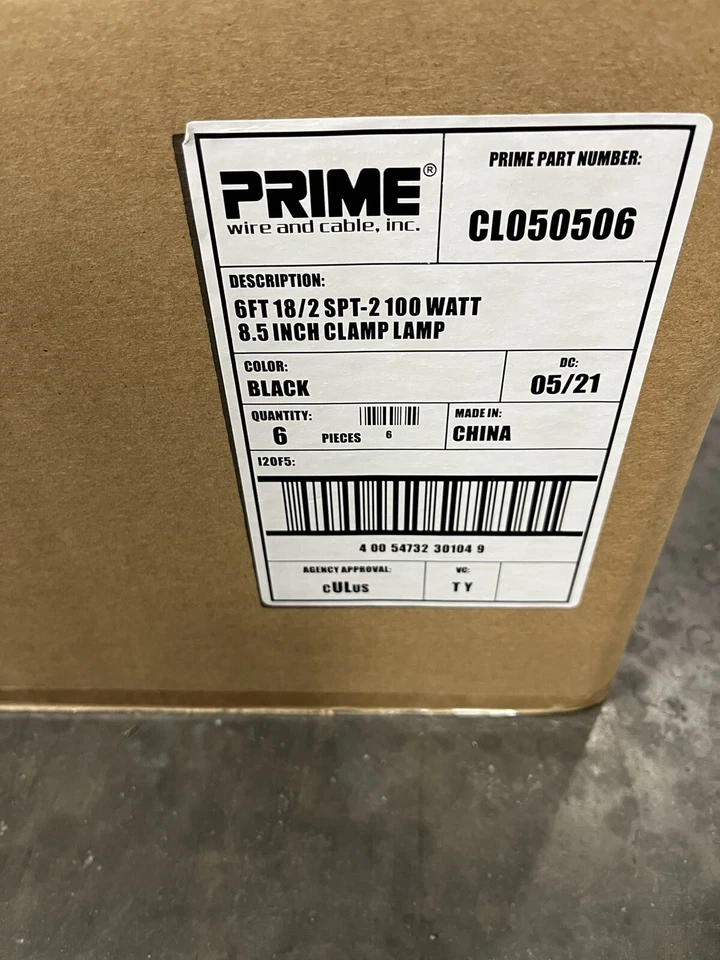 PRIME®
wire and cable, inc.
PRIME PART NUMBER:
CL050506
DESCRIPTION:
6FT 18/2 SPT-2 100 WATT
8.5 INCH CLAMP LAMP
COLOR:
BLACK
DC:
05/21
QUANTITY:
6 PIECES 6
MADE IN:
CHINA
I2OF5:
4 00 54732 30104 9
AGENCY APPROVAL:
cULus
VC:
TY